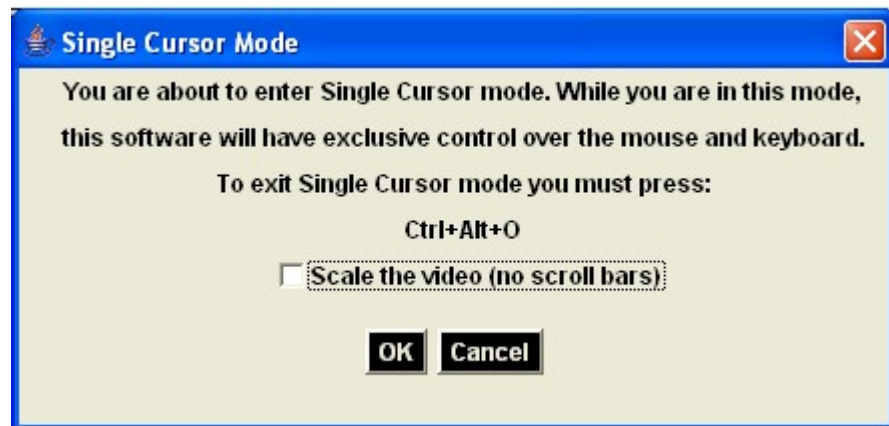 Single Cursor Mode
You are about to enter Single Cursor mode. While you are in this mode,
this software will have exclusive control over the mouse and keyboard.
To exit Single Cursor mode you must press:
Ctrl+Alt+O
Scale the video (no scroll bars)
OK Cancel